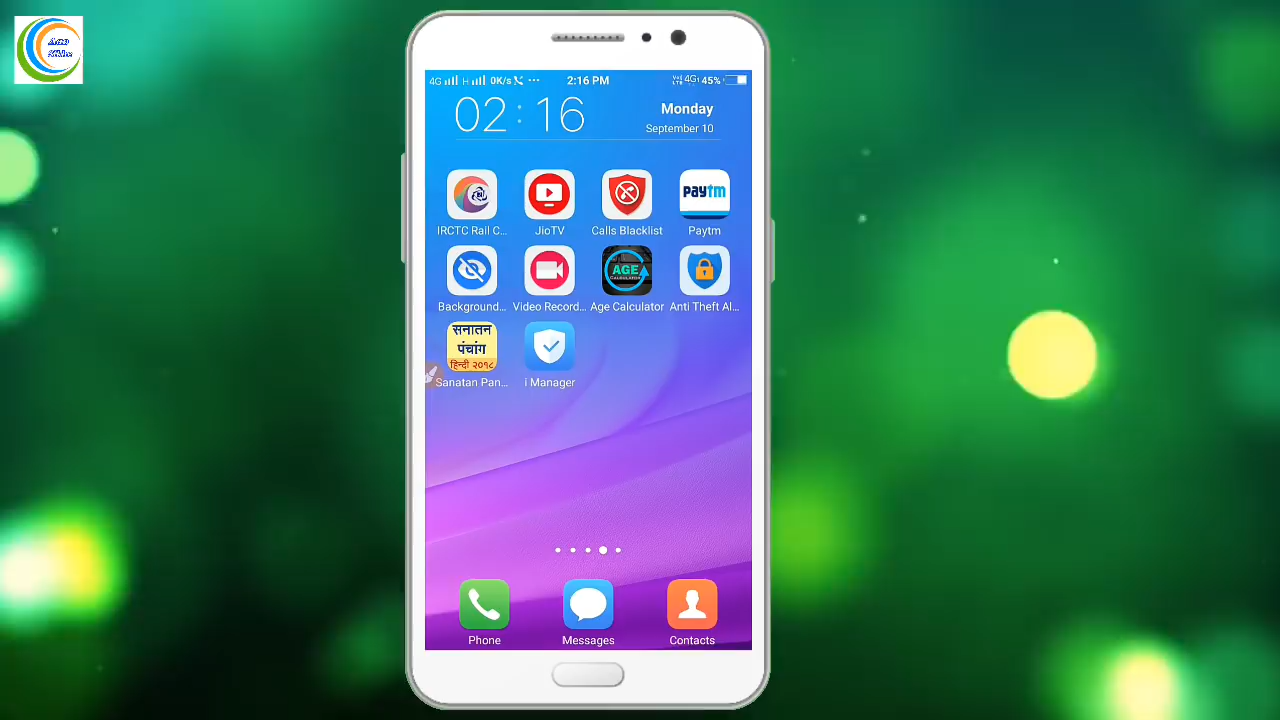 4G H 0K/s ... 2:16 PM 4G 45%
02:16
Monday
September 10
IRCTC Rail C...
JioTV
Calls Blacklist
paytm
Paytm
Background...
Video Record...
AGE
CALCULATOR
Age Calculator
Anti Theft Al...
सनातन
पंचांग
हिन्दी २०१८
Sanatan Pan...
i Manager
Phone
Messages
Contacts